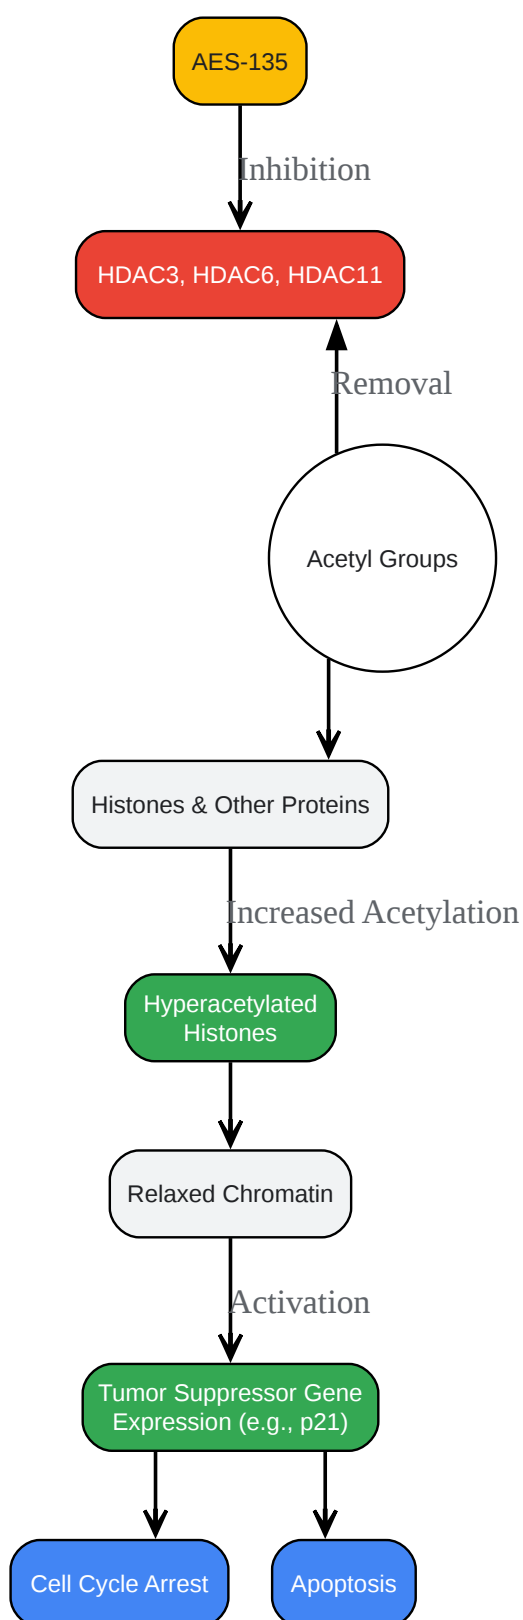 AES-135
Inhibition
HDAC3, HDAC6, HDAC11
Removal
Acetyl Groups
Histones & Other Proteins
Increased Acetylation
Hyperacetylated
Histones
Relaxed Chromatin
Activation
Tumor Suppressor Gene
Expression (e.g., p21)
Cell Cycle Arrest
Apoptosis